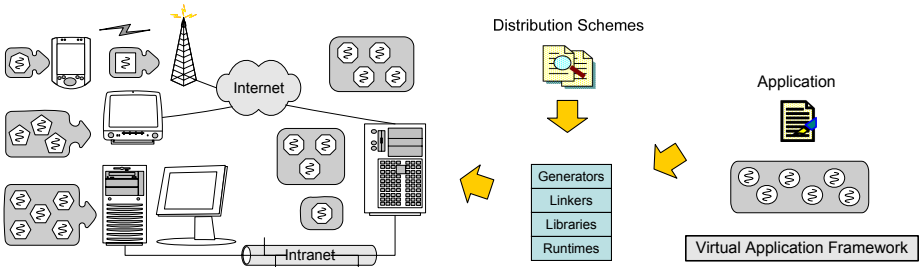 Distribution Schemes
Application
Internet
Generators
Linkers
Libraries
Runtimes
Intranet
Virtual Application Framework